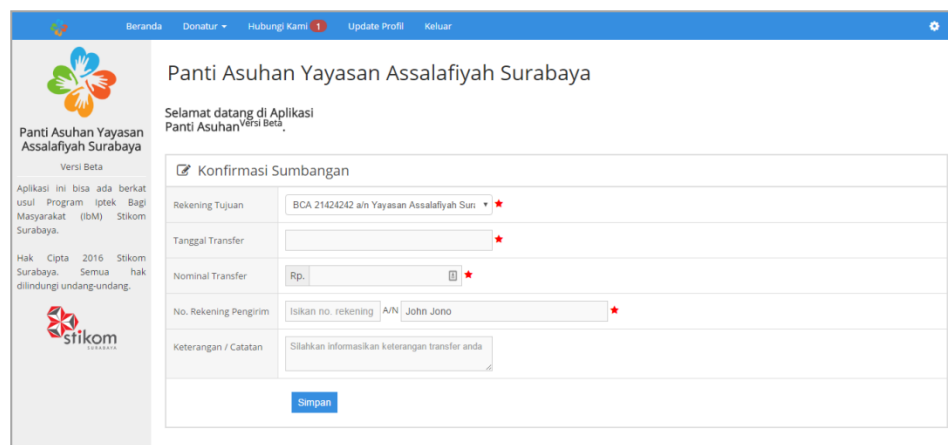 Beranda Donatur Hubungi Kami 1 Update Profil Keluar
Panti Asuhan Yayasan
Assalafiyah Surabaya
Versi Beta
Aplikasi ini bisa ada berkat
usul Program Iptek Bagi
Masyarakat (IbM) Stikom
Surabaya.
Hak Cipta 2016 Stikom
Surabaya. Semua hak
dilindungi undang-undang.
stikom
SURABAYA
Panti Asuhan Yayasan Assalafiyah Surabaya
Selamat datang di Aplikasi
Panti Asuhan Versi Beta.
Konfirmasi Sumbangan
Rekening Tujuan BCA 21424242 a/n Yayasan Assalafiyah Sura
Tanggal Transfer
Nominal Transfer Rp.
No. Rekening Pengirim Isikan no. rekening A/N John Jono
Keterangan / Catatan Silahkan informasikan keterangan transfer anda
Simpan